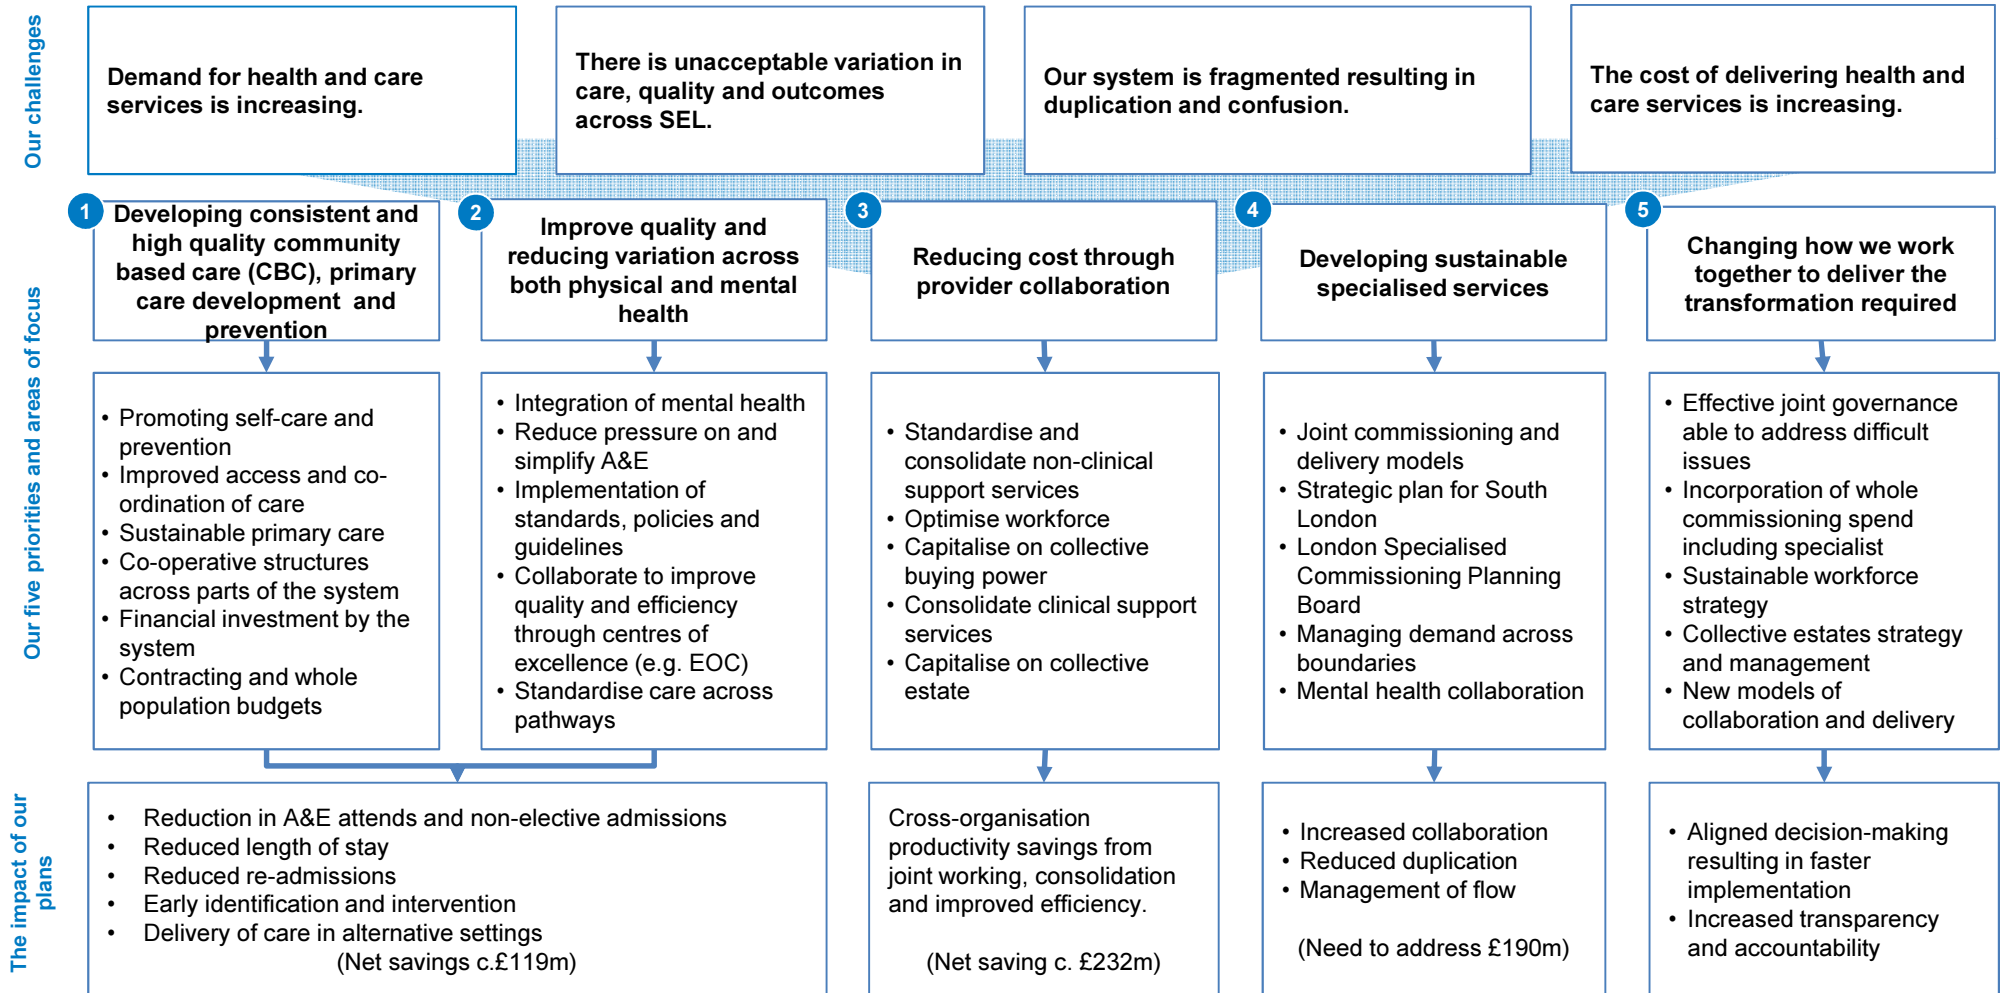 Our challenges
Demand for health and care
services is increasing.
There is unacceptable variation in
care, quality and outcomes
across SEL.
Our system is fragmented resulting in
duplication and confusion.
The cost of delivering health and
care services is increasing.
Our five priorities and areas of focus
1
Developing consistent and
high quality community
based care (CBC), primary
care development and
prevention
2
Improve quality and
reducing variation across
both physical and mental
health
3
Reducing cost through
provider collaboration
4
Developing sustainable
specialised services
5
Changing how we work
together to deliver the
transformation required
• Promoting self-care and
prevention
• Improved access and co-
ordination of care
• Sustainable primary care
• Co-operative structures
across parts of the system
• Financial investment by the
system
• Contracting and whole
population budgets
• Integration of mental health
• Reduce pressure on and
simplify A&E
• Implementation of
standards, policies and
guidelines
• Collaborate to improve
quality and efficiency
through centres of
excellence (e.g. EOC)
• Standardise care across
pathways
• Standardise and
consolidate non-clinical
support services
• Optimise workforce
• Capitalise on collective
buying power
• Consolidate clinical support
services
• Capitalise on collective
estate
• Joint commissioning and
delivery models
• Strategic plan for South
London
• London Specialised
Commissioning Planning
Board
• Managing demand across
boundaries
• Mental health collaboration
• Effective joint governance
able to address difficult
issues
• Incorporation of whole
commissioning spend
including specialist
• Sustainable workforce
strategy
• Collective estates strategy
and management
• New models of
collaboration and delivery
The impact of our
plans
• Reduction in A&E attends and non-elective admissions
• Reduced length of stay
• Reduced re-admissions
• Early identification and intervention
• Delivery of care in alternative settings
(Net savings c.£119m)
Cross-organisation
productivity savings from
joint working, consolidation
and improved efficiency.
(Net saving c. £232m)
• Increased collaboration
• Reduced duplication
• Management of flow
(Need to address £190m)
• Aligned decision-making
resulting in faster
implementation
• Increased transparency
and accountability